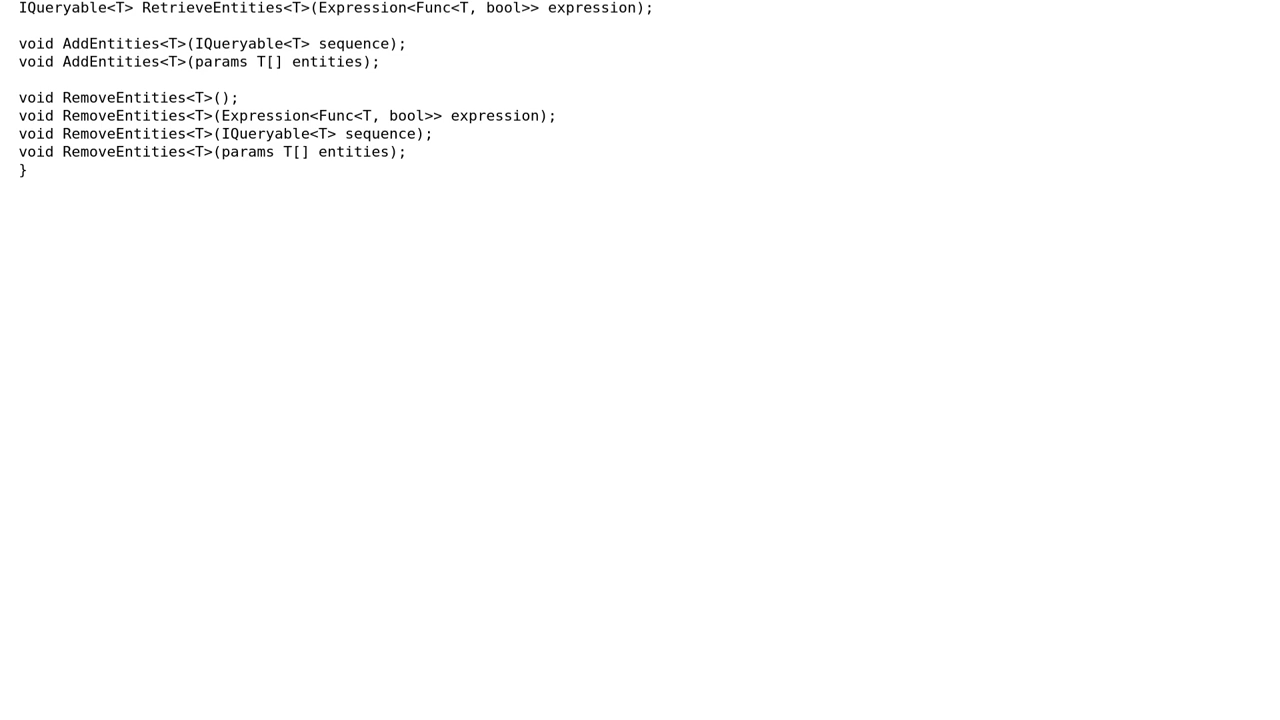 IQueryable<T> RetrieveEntities<T>(Expression<Func<T, bool>> expression);
void AddEntities<T>(IQueryable<T> sequence);
void AddEntities<T>(params T[] entities);
void RemoveEntities<T>();
void RemoveEntities<T>(Expression<Func<T, bool>> expression);
void RemoveEntities<T>(IQueryable<T> sequence);
void RemoveEntities<T>(params T[] entities);
}